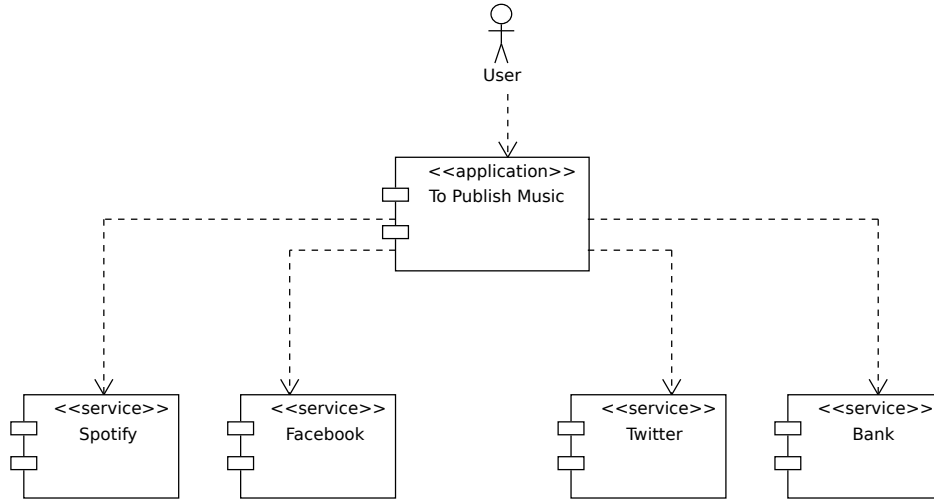 User
<<application>>
To Publish Music
<<service>>
Spotify
<<service>>
Facebook
<<service>>
Twitter
<<service>>
Bank